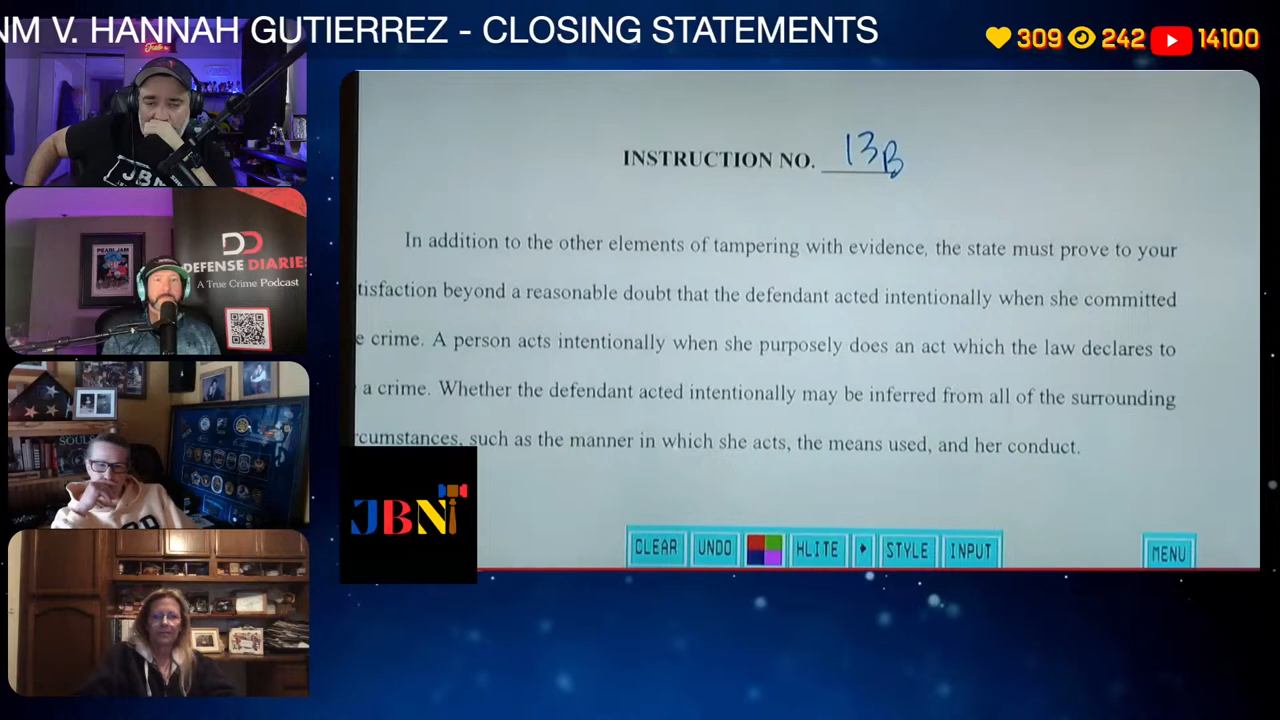 NM V. HANNAH GUTIERREZ - CLOSING STATEMENTS
309 242 14100
INSTRUCTION NO. 13B
In addition to the other elements of tampering with evidence, the state must prove to your
tisfaction beyond a reasonable doubt that the defendant acted intentionally when she committed
e crime. A person acts intentionally when she purposely does an act which the law declares to
a crime. Whether the defendant acted intentionally may be inferred from all of the surrounding
rcumstances, such as the manner in which she acts, the means used, and her conduct.
CLEAR UNDO HLITE STYLE INPUT MENU
JBN
JBN
PEARL JAM
DD
DEFENSE DIARIES
A True Crime Podcast
SOULS